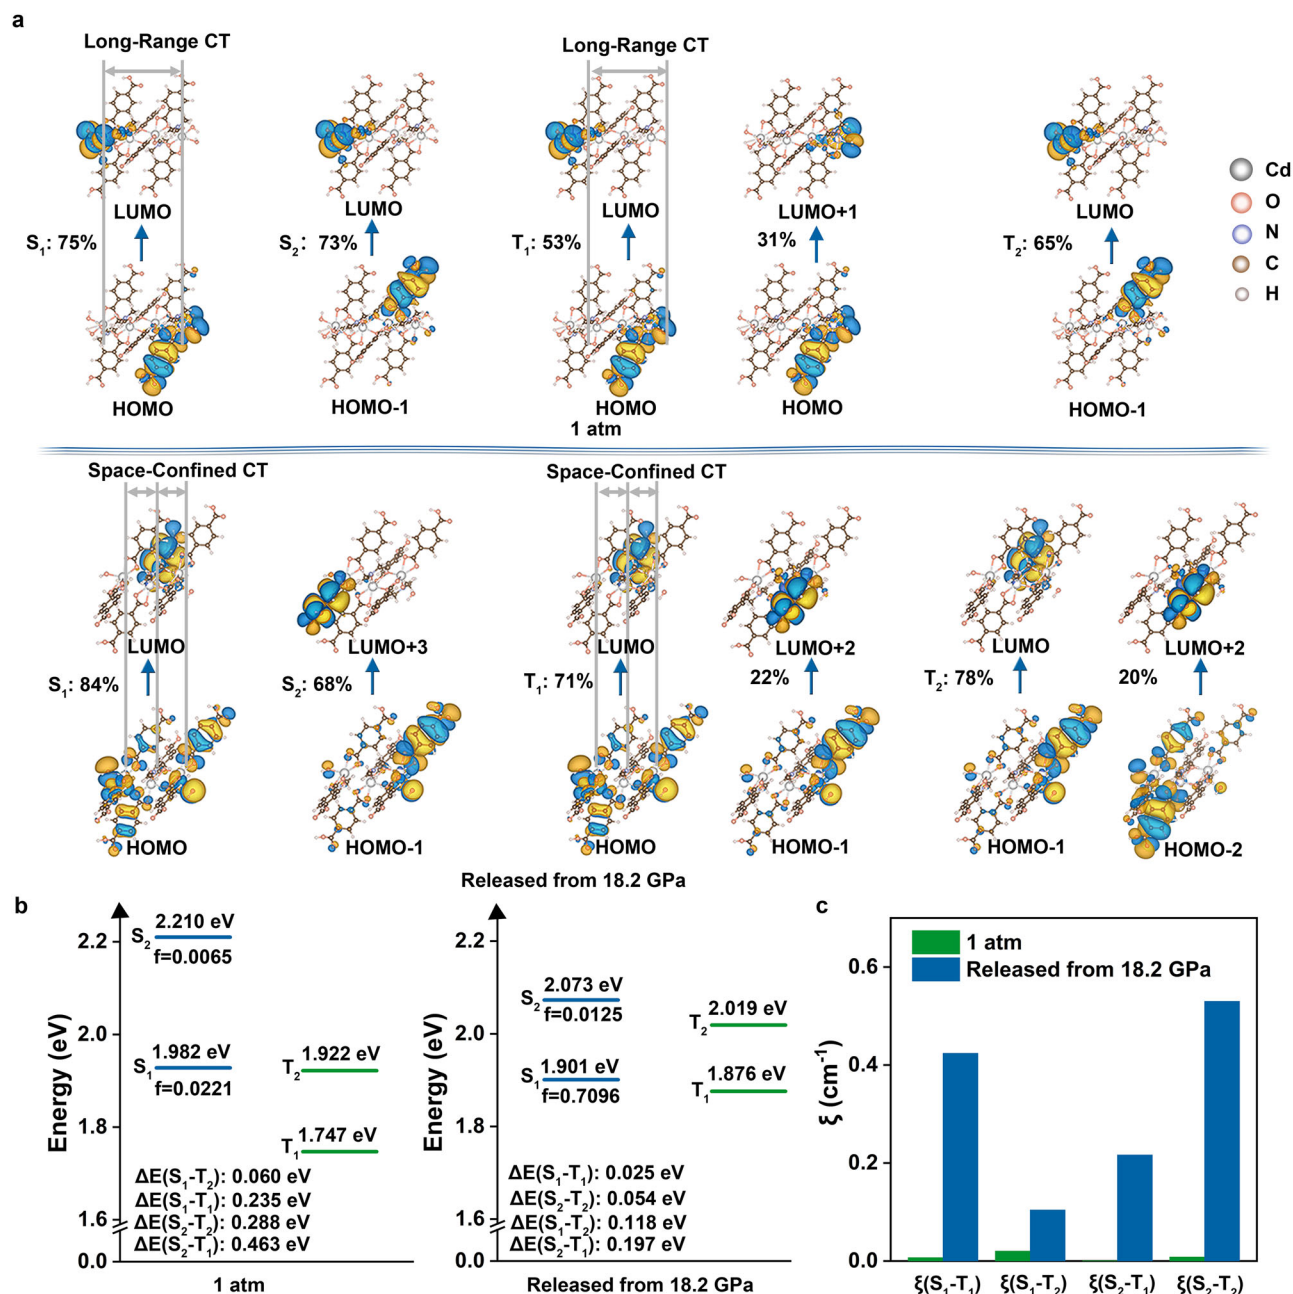 a
Long-Range CT
Long-Range CT
LUMO
LUMO
LUMO
LUMO+1
LUMO
S1: 75%
S2: 73%
T1: 53%
31%
T2: 65%
HOMO
HOMO-1
HOMO
HOMO
HOMO-1
Cd
O
N
C
H
1 atm
Space-Confined CT
Space-Confined CT
LUMO
LUMO+3
LUMO
LUMO+2
LUMO
LUMO+2
S1: 84%
S2: 68%
T1: 71%
22%
T2: 78%
20%
HOMO
HOMO-1
HOMO
HOMO-1
HOMO-1
HOMO-2
Released from 18.2 GPa
b
Energy (eV)
2.2
2.0
1.8
1.6
0.0
S2
2.210 eV
f=0.0065
S1
1.982 eV
f=0.0221
T2
1.922 eV
T1
1.747 eV
ΔE(S1-T2): 0.060 eV
ΔE(S1-T1): 0.235 eV
ΔE(S2-T2): 0.288 eV
ΔE(S2-T1): 0.463 eV
1 atm
Energy (eV)
2.2
2.0
1.8
1.6
0.0
S2
2.073 eV
f=0.0125
S1
1.901 eV
f=0.7096
T2
2.019 eV
T1
1.876 eV
ΔE(S1-T1): 0.025 eV
ΔE(S2-T2): 0.054 eV
ΔE(S1-T2): 0.118 eV
ΔE(S2-T1): 0.197 eV
Released from 18.2 GPa
c
ξ (cm-1)
0.6
0.4
0.2
0.0
1 atm
Released from 18.2 GPa
ξ(S1-T1)
ξ(S1-T2)
ξ(S2-T1)
ξ(S2-T2)